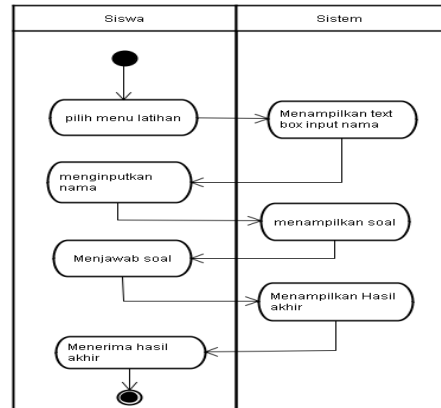 Siswa
Sistem
pilih menu latihan
Menampilkan text
box input nama
menginputkan
nama
menampilkan soal
Menjawab soal
Menampilkan Hasil
akhir
Menerima hasil
akhir